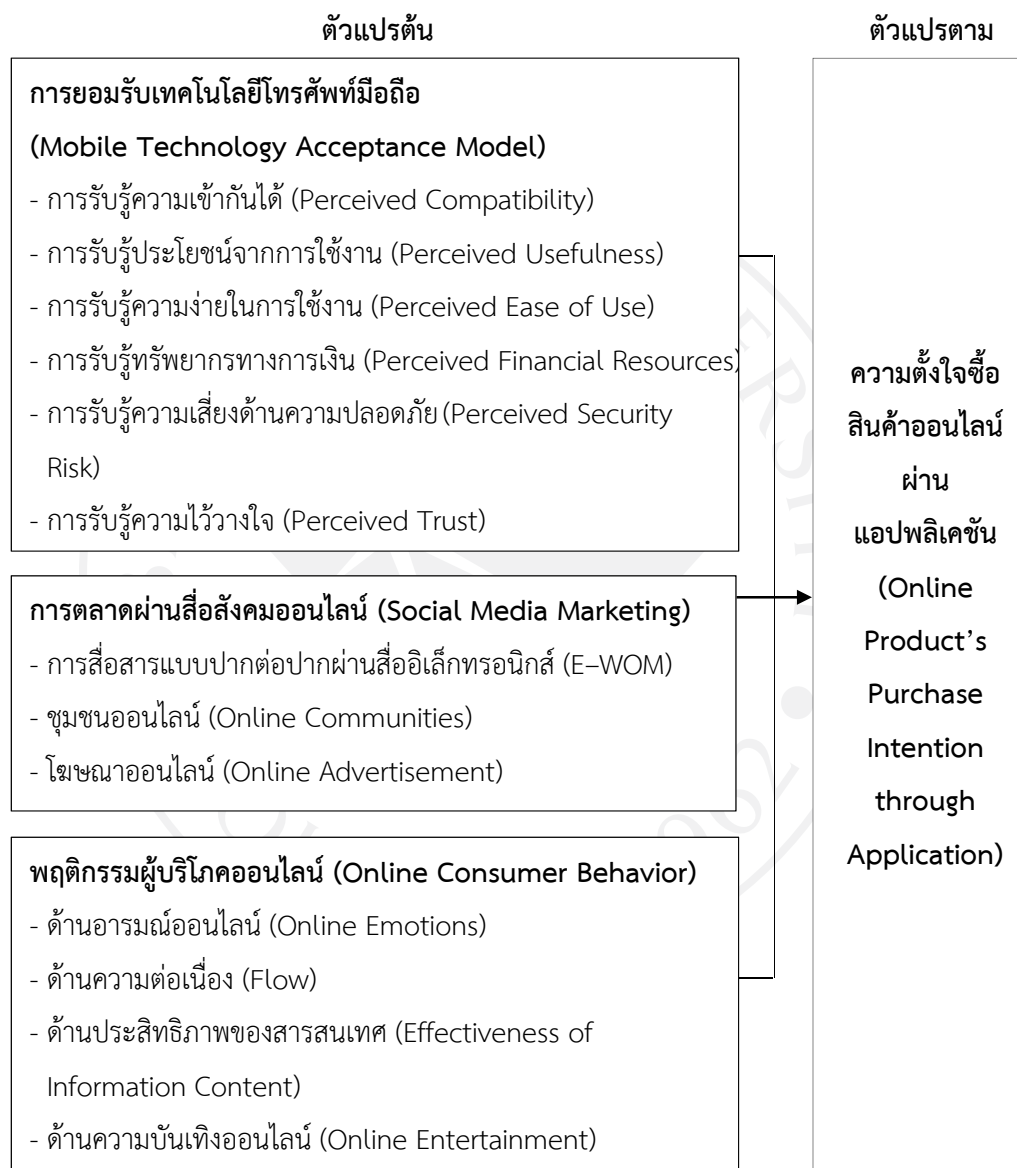 ตัวแปรต้น
ตัวแปรตาม
การยอมรับเทคโนโลยีโทรศัพท์มือถือ
(Mobile Technology Acceptance Model)
- การรับรู้ความเข้ากันได้ (Perceived Compatibility)
- การรับรู้ประโยชน์จากการใช้งาน (Perceived Usefulness)
- การรับรู้ความง่ายในการใช้งาน (Perceived Ease of Use)
- การรับรู้ทรัพยากรทางการเงิน (Perceived Financial Resources)
- การรับรู้ความเสี่ยงด้านความปลอดภัย (Perceived Security
Risk)
- การรับรู้ความไว้วางใจ (Perceived Trust)
การตลาดผ่านสื่อสังคมออนไลน์ (Social Media Marketing)
- การสื่อสารแบบปากต่อปากผ่านสื่ออิเล็กทรอนิกส์ (E–WOM)
- ชุมชนออนไลน์ (Online Communities)
- โฆษณาออนไลน์ (Online Advertisement)
พฤติกรรมผู้บริโภคออนไลน์ (Online Consumer Behavior)
- ด้านอารมณ์ออนไลน์ (Online Emotions)
- ด้านความต่อเนื่อง (Flow)
- ด้านประสิทธิภาพของสารสนเทศ (Effectiveness of
Information Content)
- ด้านความบันเทิงออนไลน์ (Online Entertainment)
ความตั้งใจซื้อ
สินค้าออนไลน์
ผ่าน
แอปพลิเคชัน
(Online
Product’s
Purchase
Intention
through
Application)